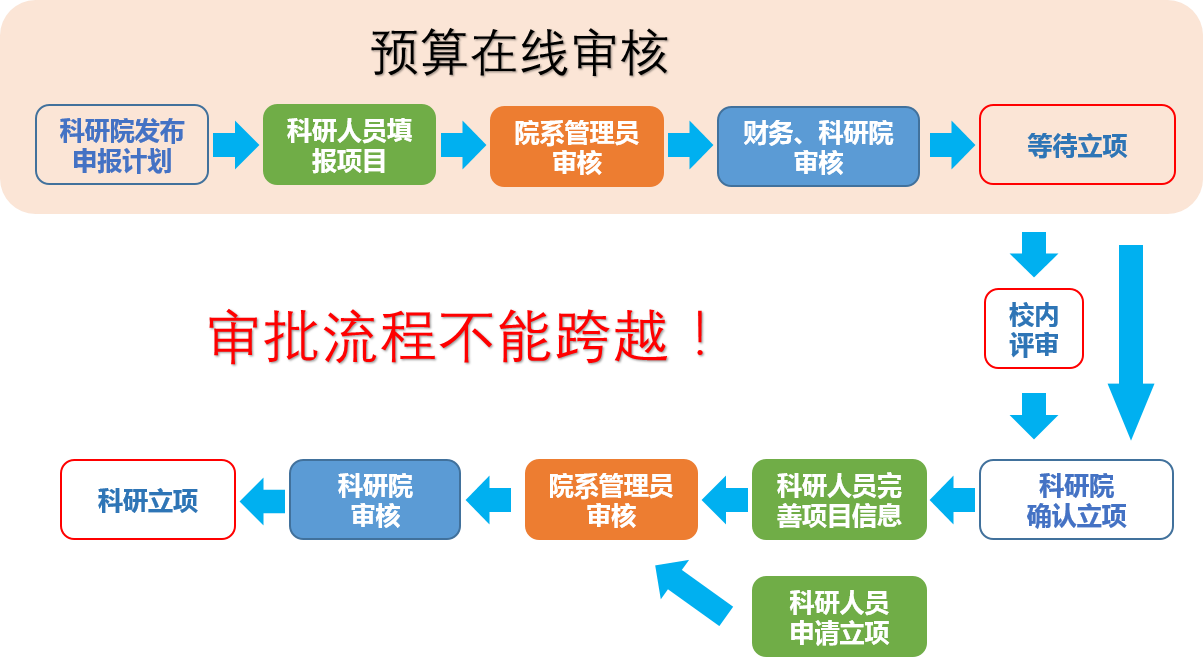 预算在线审核
科研院发布
申报计划
科研人员填
报项目
院系管理员
审核
财务、科研院
审核
等待立项
校内
评审
审批流程不能跨越！
科研院
确认立项
科研人员完
善项目信息
院系管理员
审核
科研院
审核
科研立项
科研人员
申请立项